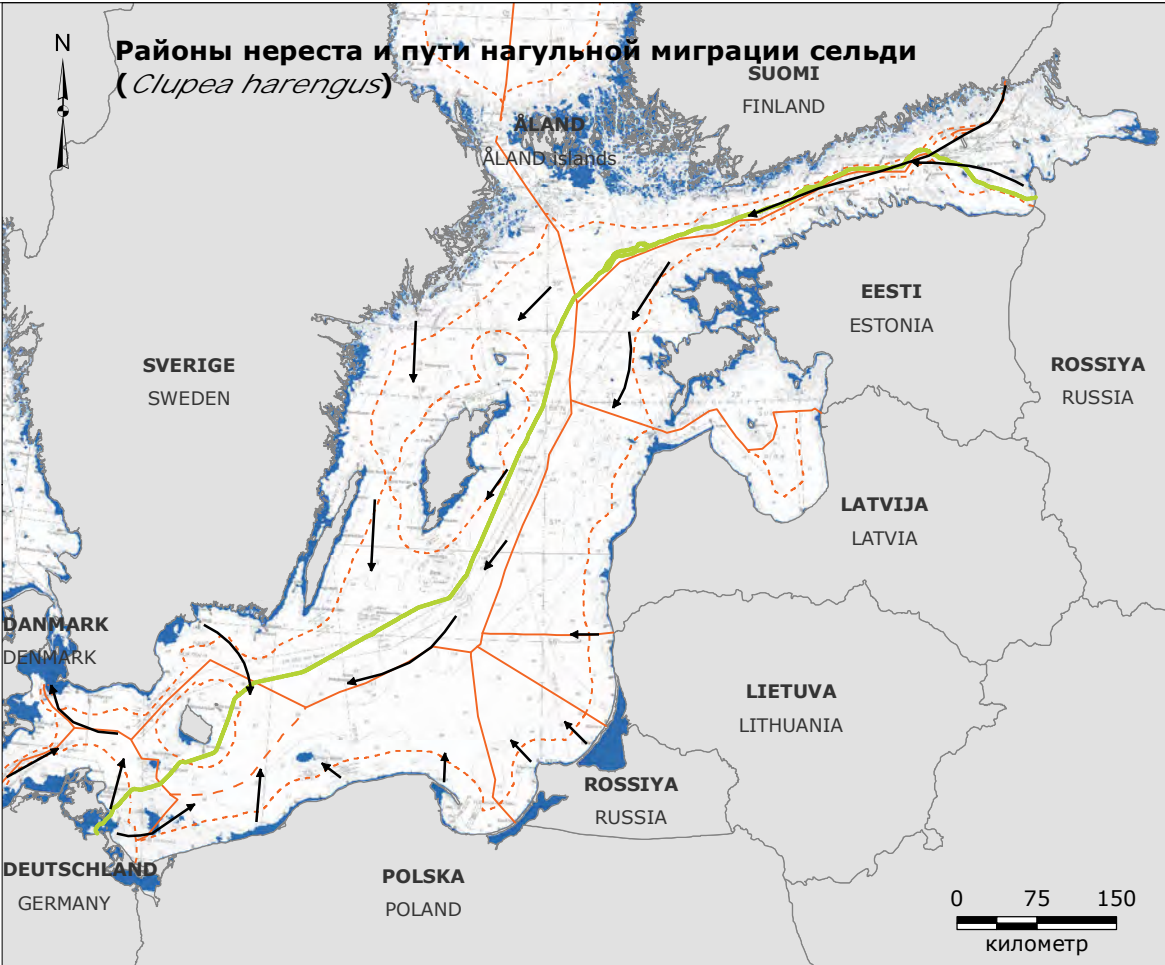 N
Районы нереста и пути нагульной миграции сельди
(Clupea harengus)
SUOMI
FINLAND
ÅLAND
ÅLAND islands
EESTI
ESTONIA
SVERIGE
SWEDEN
ROSSIYA
RUSSIA
LATVIJA
LATVIA
DANMARK
DENMARK
LIETUVA
LITHUANIA
ROSSIYA
RUSSIA
DEUTSCHLAND
GERMANY
POLSKA
POLAND
0 75 150
километр